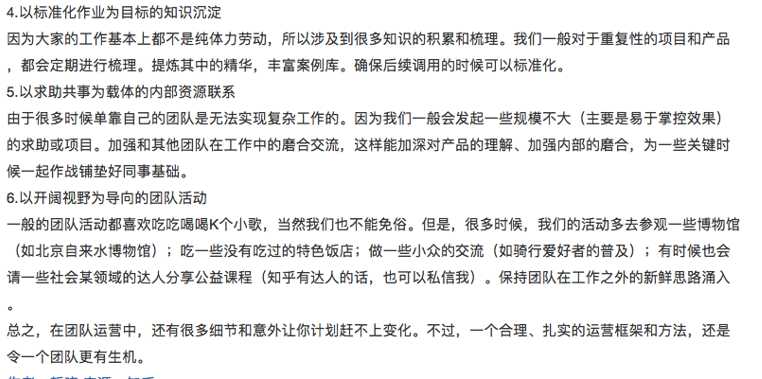 4.以标准化作业为目标的知识沉淀
因为大家的工作基本上都不是纯体力劳动，所以涉及到很多知识的积累和梳理。我们一般对于重复性的项目和产品
，都会定期进行梳理。提炼其中的精华，丰富案例库。确保后续调用的时候可以标准化。
5.以求助共事为载体的内部资源联系
由于很多时候单靠自己的团队是无法实现复杂工作的。因为我们一般会发起一些规模不大（主要是易于掌控效果）
的求助或项目。加强和其他团队在工作中的磨合交流，这样能加深对产品的理解、加强内部的磨合，为一些关键时
候一起作战铺垫好同事基础。
6.以开阔视野为导向的团队活动
一般的团队活动都喜欢吃吃喝喝K个小歌，当然我们也不能免俗。但是，很多时候，我们的活动多去参观一些博物馆
（如北京自来水博物馆）；吃一些没有吃过的特色饭店；做一些小众的交流（如骑行爱好者的普及）；有时候也会
请一些社会某领域的达人分享公益课程（知乎有达人的话，也可以私信我）。保持团队在工作之外的新鲜思路涌入
。
总之，在团队运营中，还有很多细节和意外让你计划赶不上变化。不过，一个合理、扎实的运营框架和方法，还是
令一个团队更有生机。